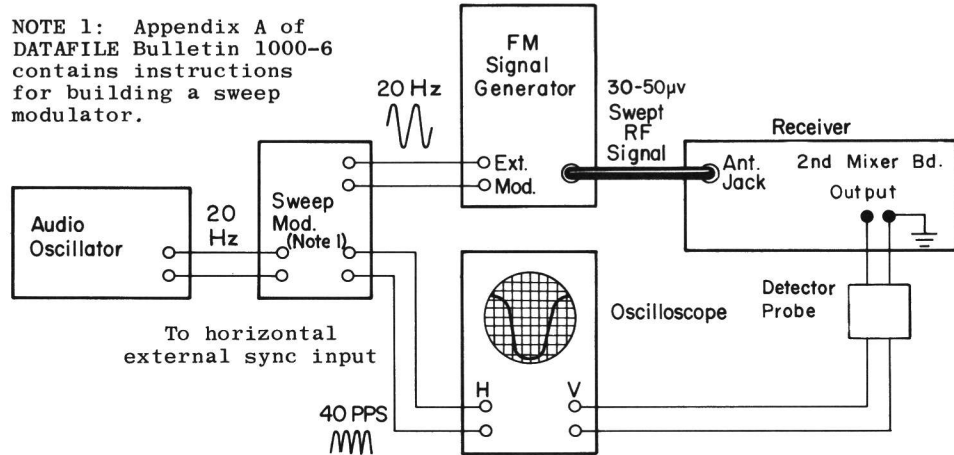 NOTE 1: Appendix A of
DATAFILE Bulletin 1000-6
contains instructions
for building a sweep
modulator.
20 Hz
FM
Signal
Generator
Ext.
Mod.
30-50μv
Swept
RF
Signal
Receiver
Ant.
Jack
2nd Mixer Bd.
Output
Audio
Oscillator
20
Hz
Sweep
Mod.
(Note 1)
To horizontal
external sync input
40 PPS
H
V
Oscilloscope
Detector
Probe